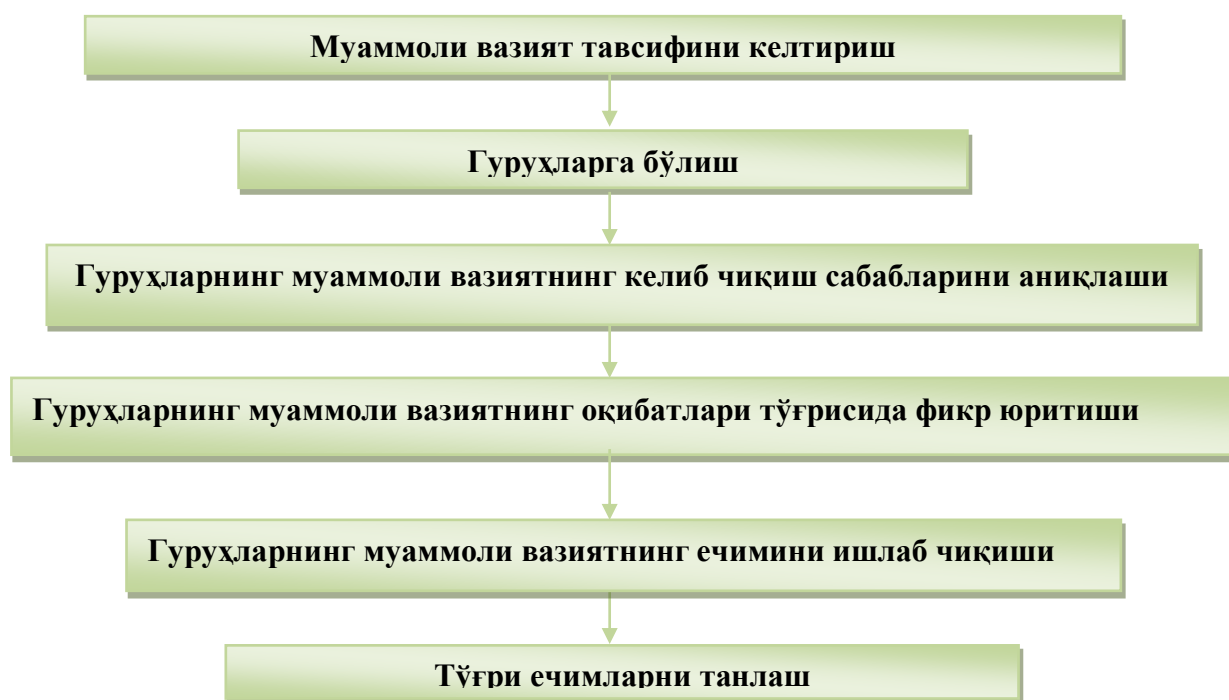 Муаммоли вазият тавсифини келтириш
Гуруҳларга бўлиш
Гуруҳларнинг муаммоли вазиятнинг келиб чиқиш сабабларини аниқлаши
Гуруҳларнинг муаммоли вазиятнинг оқибатлари тўғрисида фикр юритиши
Гуруҳларнинг муаммоли вазиятнинг ечимини ишлаб чиқиши
Тўғри ечимларни танлаш